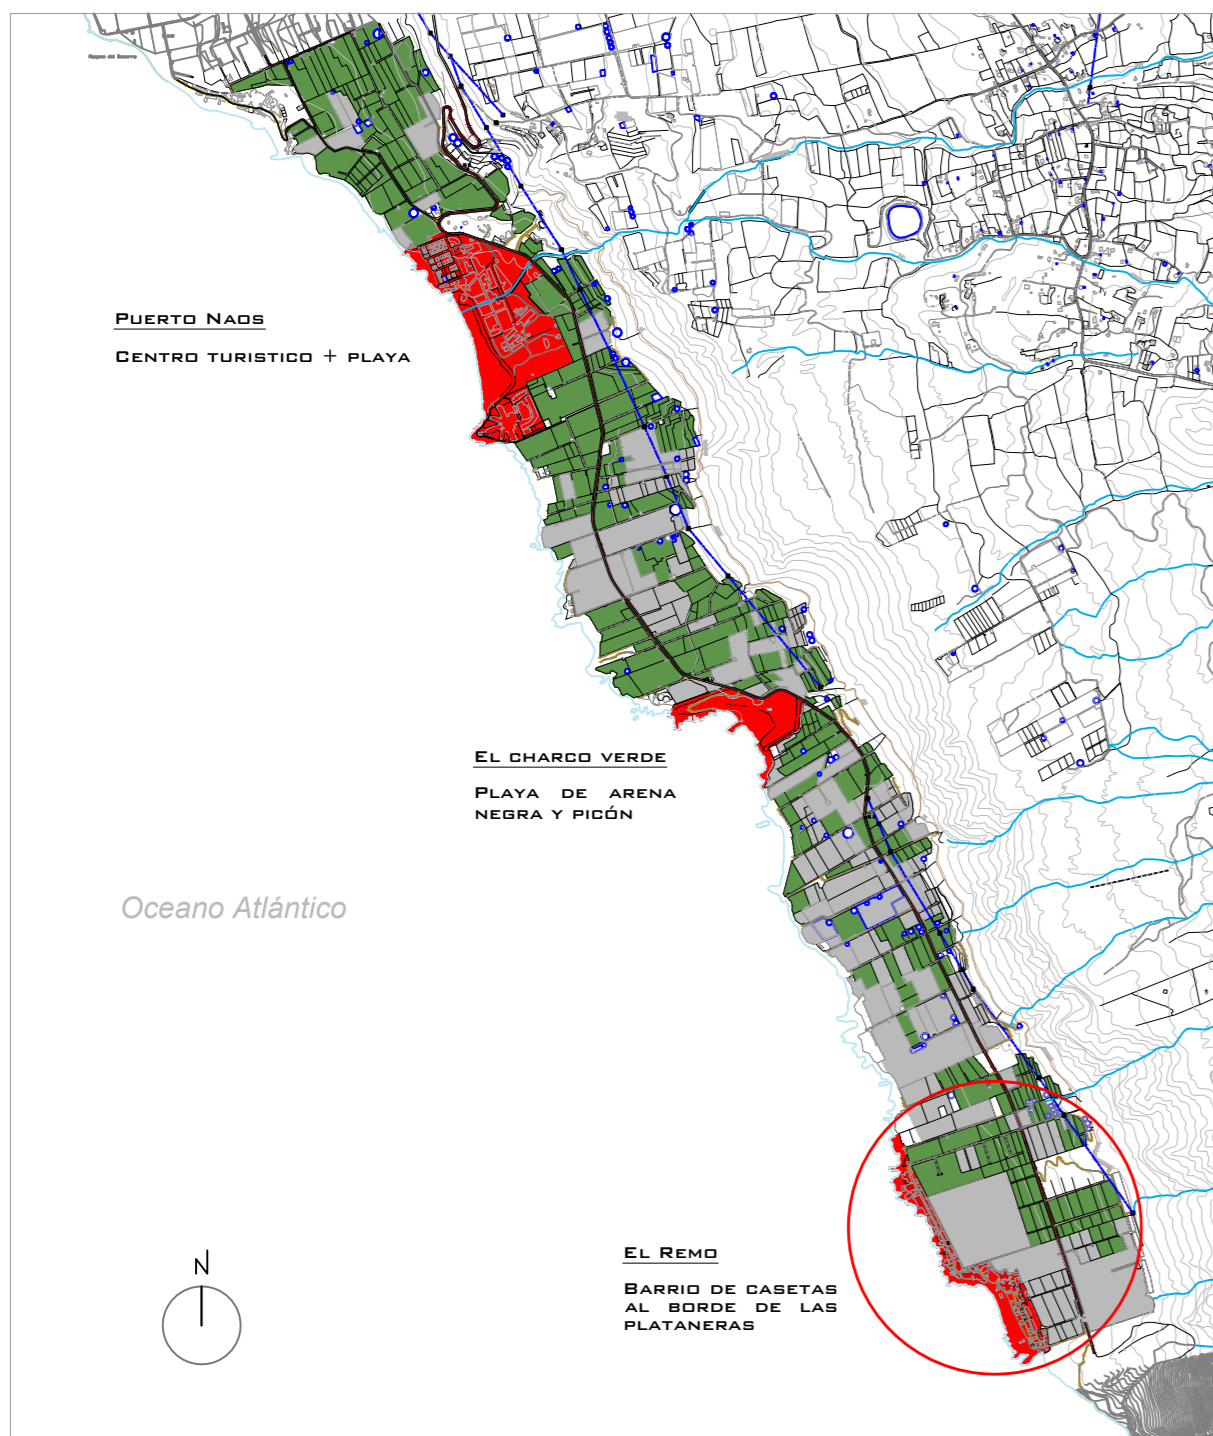 PUERTO NAOS
CENTRO TURISTICO + PLAYA
EL CHARCO VERDE
PLAYA DE ARENA
NEGRA Y PICÓN
Oceano Atlántico
N
EL REMO
BARRIO DE CASETAS
AL BORDE DE LAS
PLATANERAS